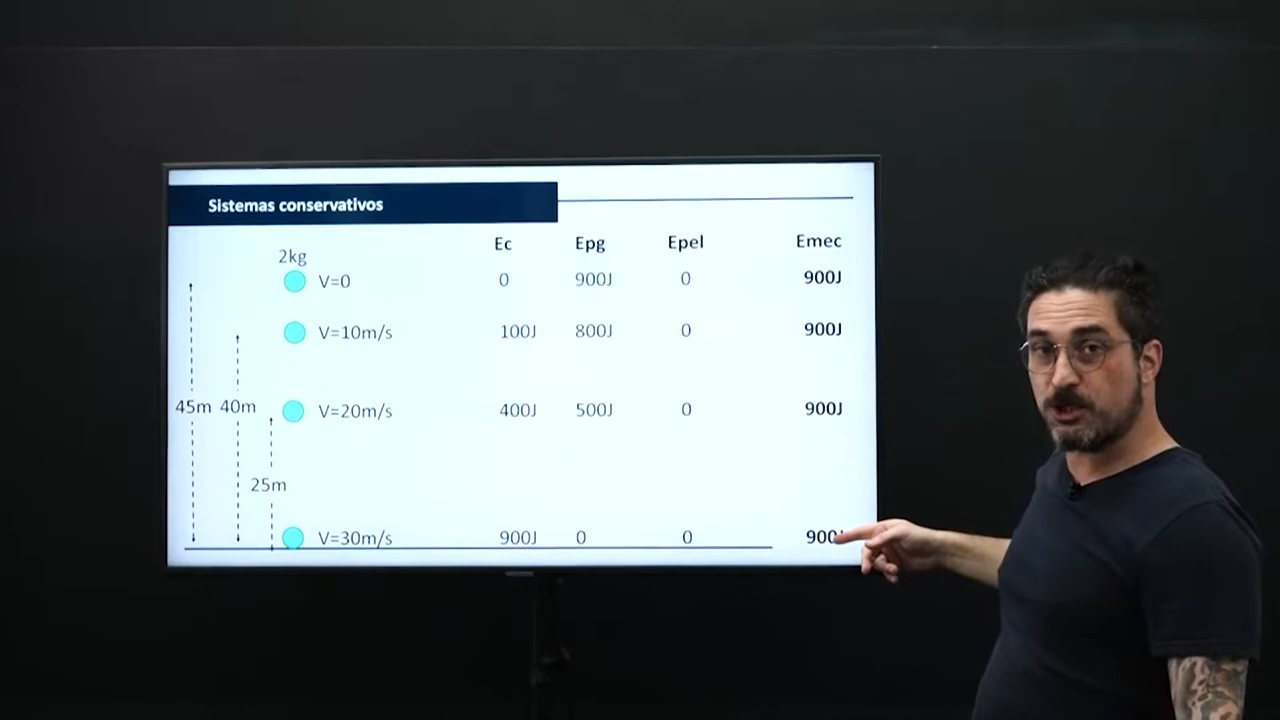 Sistemas conservativos
Ec Epg Epel Emec
2kg
V=0 0 900J 0 900J
V=10m/s 100J 800J 0 900J
45m 40m V=20m/s 400J 500J 0 900J
25m
V=30m/s 900J 0 0 900J